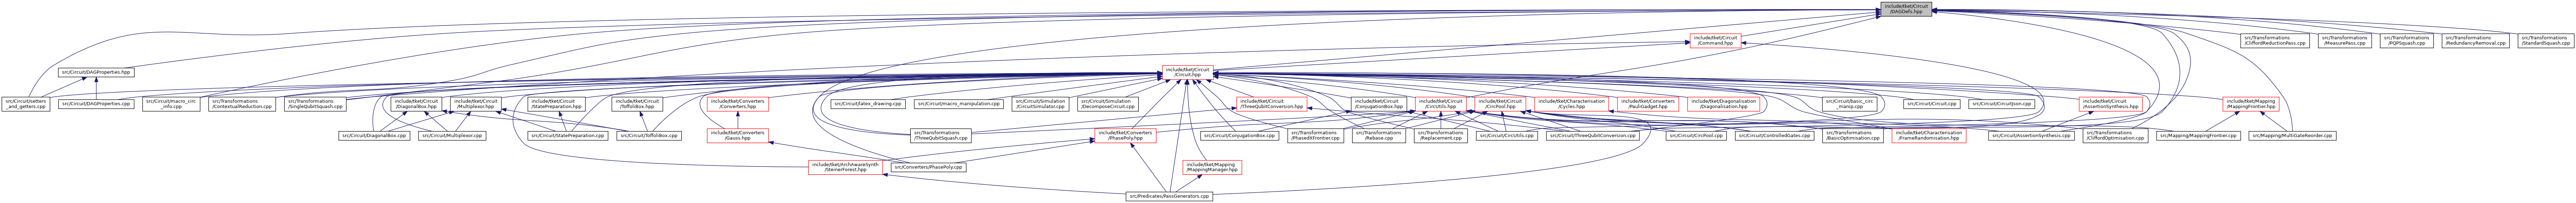 include/tket/Circuit
/DAGDefs.hpp
include/tket/Circuit
/Command.hpp
src/Transformations
/CliffordReductionPass.cpp
src/Transformations
/MeasurePass.cpp
src/Transformations
/PQPSquash.cpp
src/Transformations
/RedundancyRemoval.cpp
src/Transformations
/StandardSquash.cpp
src/Circuit/DAGProperties.hpp
include/tket/Circuit
/Circuit.hpp
src/Circuit/setters
_and_getters.cpp
src/Circuit/DAGProperties.cpp
src/Circuit/macro_circ
_info.cpp
src/Transformations
/ContextualReduction.cpp
src/Transformations
/SingleQubitSquash.cpp
include/tket/Circuit
/DiagonalBox.hpp
include/tket/Circuit
/Multiplexor.hpp
include/tket/Circuit
/StatePreparation.hpp
include/tket/Circuit
/ToffoliBox.hpp
include/tket/Converters
/Converters.hpp
src/Circuit/latex_drawing.cpp
src/Circuit/macro_manipulation.cpp
src/Circuit/Simulation
/CircuitSimulator.cpp
src/Circuit/Simulation
/DecomposeCircuit.cpp
include/tket/Circuit
/ThreeQubitConversion.hpp
include/tket/Circuit
/ConjugationBox.hpp
include/tket/Circuit
/CircUtils.hpp
include/tket/Circuit
/CircPool.hpp
include/tket/Characterisation
/Cycles.hpp
include/tket/Converters
/PauliGadget.hpp
include/tket/Diagonalisation
/Diagonalisation.hpp
src/Circuit/basic_circ
_manip.cpp
src/Circuit/Circuit.cpp
src/Circuit/CircuitJson.cpp
include/tket/Circuit
/AssertionSynthesis.hpp
include/tket/Mapping
/MappingFrontier.hpp
src/Circuit/DiagonalBox.cpp
src/Circuit/Multiplexor.cpp
src/Circuit/StatePreparation.cpp
src/Circuit/ToffoliBox.cpp
include/tket/Converters
/Gauss.hpp
src/Transformations
/ThreeQubitSquash.cpp
include/tket/Converters
/PhasePoly.hpp
src/Circuit/ConjugationBox.cpp
src/Transformations
/PhasedXFrontier.cpp
src/Transformations
/Rebase.cpp
src/Transformations
/Replacement.cpp
src/Circuit/CircUtils.cpp
src/Circuit/ThreeQubitConversion.cpp
src/Circuit/CircPool.cpp
src/Circuit/ControlledGates.cpp
src/Transformations
/BasicOptimisation.cpp
include/tket/Characterisation
/FrameRandomisation.hpp
src/Circuit/AssertionSynthesis.cpp
src/Transformations
/CliffordOptimisation.cpp
src/Mapping/MappingFrontier.cpp
src/Mapping/MultiGateReorder.cpp
include/tket/ArchAwareSynth
/SteinerForest.hpp
src/Converters/PhasePoly.cpp
include/tket/Mapping
/MappingManager.hpp
src/Predicates/PassGenerators.cpp